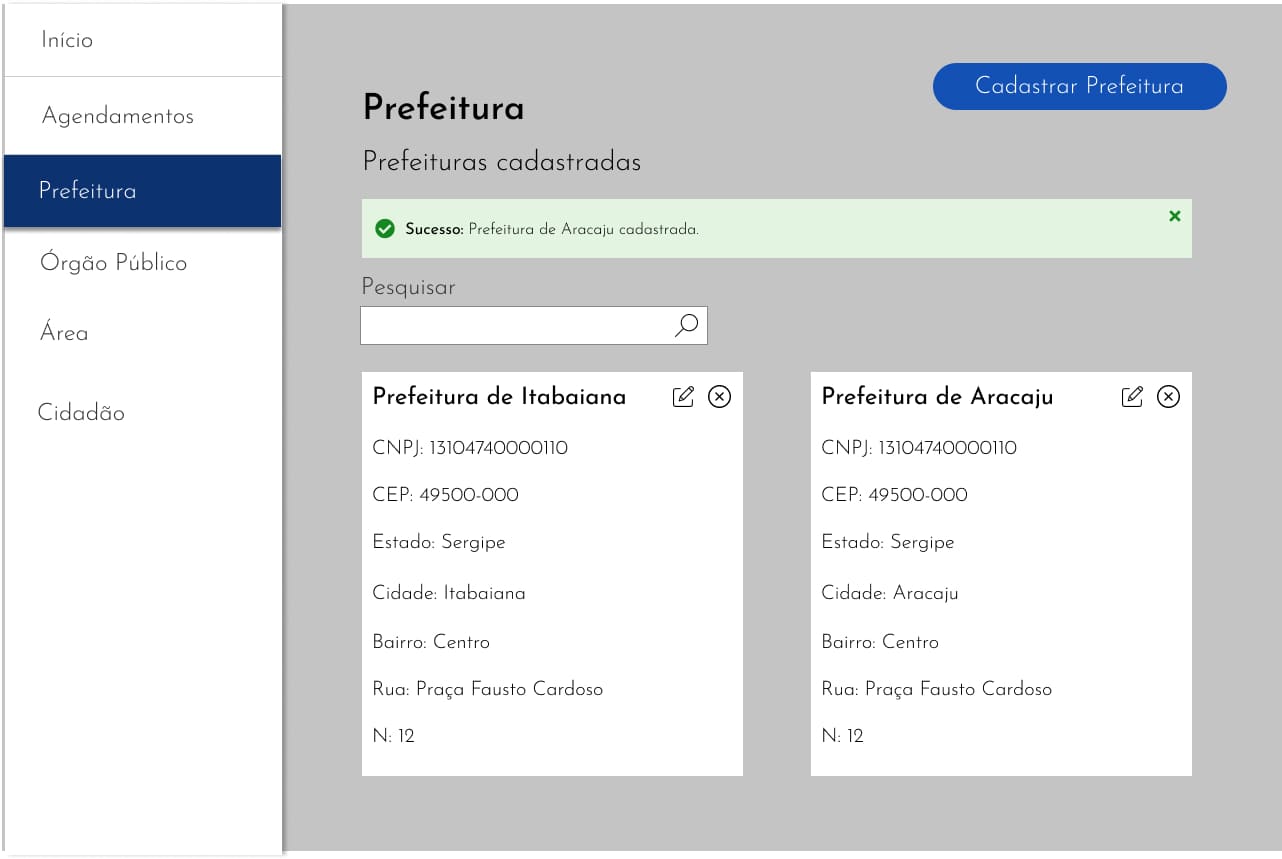 Início
Agendamentos
Prefeitura
Órgão Público
Área
Cidadão
Cadastrar Prefeitura
Prefeitura
Prefeituras cadastradas
Sucesso: Prefeitura de Aracaju cadastrada.
Pesquisar
Prefeitura de Itabaiana
CNPJ: 13104740000110
CEP: 49500-000
Estado: Sergipe
Cidade: Itabaiana
Bairro: Centro
Rua: Praça Fausto Cardoso
N: 12
Prefeitura de Aracaju
CNPJ: 13104740000110
CEP: 49500-000
Estado: Sergipe
Cidade: Aracaju
Bairro: Centro
Rua: Praça Fausto Cardoso
N: 12